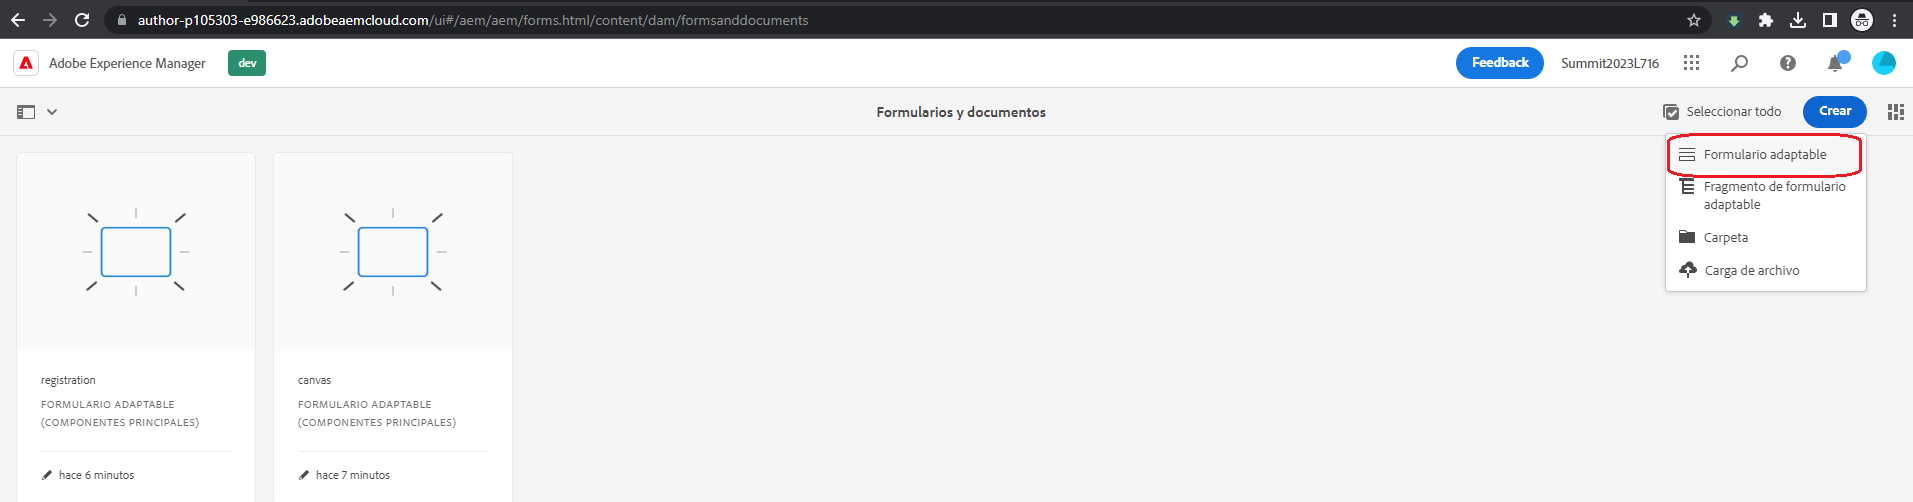 author-p105303-e986623.adobeaemcloud.com/ui#/aem/aem/forms.html/content/dam/formsanddocuments
Adobe Experience Manager
dev
Feedback
Summit2023L716
Formularios y documentos
Seleccionar todo
Crear
Formulario adaptable
Fragmento de formulario
adaptable
Carpeta
Carga de archivo
registration
FORMULARIO ADAPTABLE
(COMPONENTES PRINCIPALES)
hace 6 minutos
canvas
FORMULARIO ADAPTABLE
(COMPONENTES PRINCIPALES)
hace 7 minutos